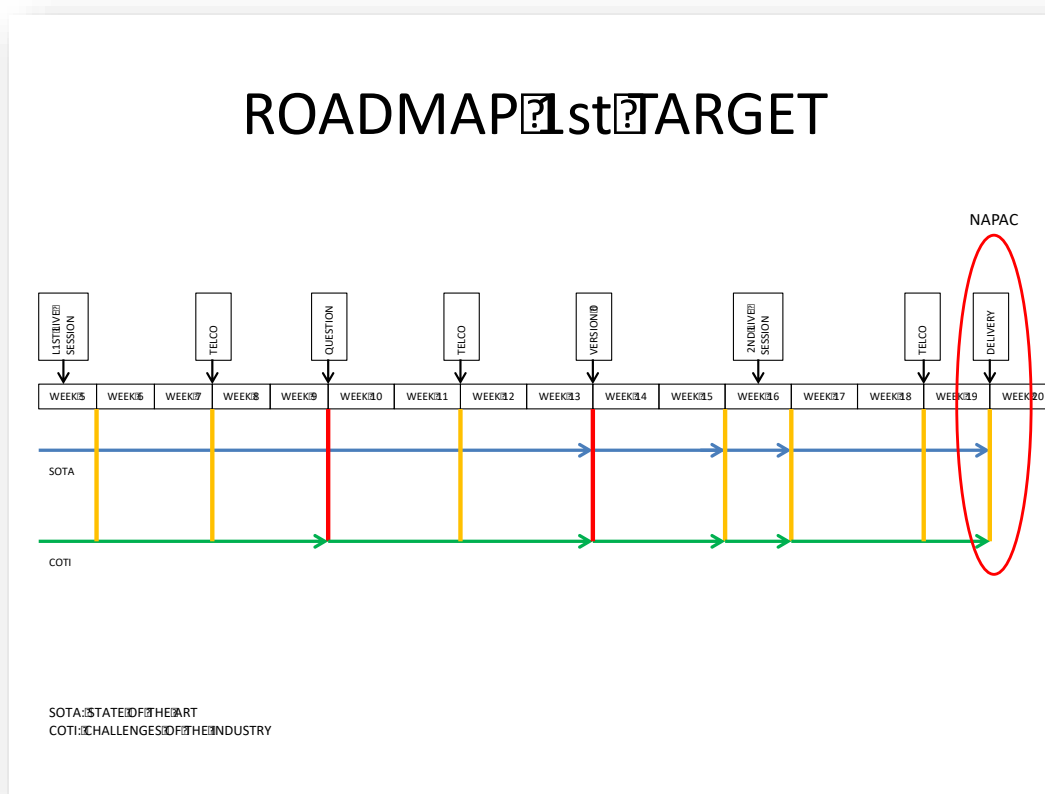 ROADMAP 1st TARGET
NAPAC
L1ST LIVE
SESSION
TELCO
QUESTION
TELCO
VERSION 0
2ND LIVE
SESSION
TELCO
DELIVERY
WEEK 5 WEEK 6 WEEK 7 WEEK 8 WEEK 9 WEEK 10 WEEK 11 WEEK 12 WEEK 13 WEEK 14 WEEK 15 WEEK 16 WEEK 17 WEEK 18 WEEK 19 WEEK 20
SOTA
COTI
SOTA: STATE OF THE ART
COTI: CHALLENGES OF THE INDUSTRY